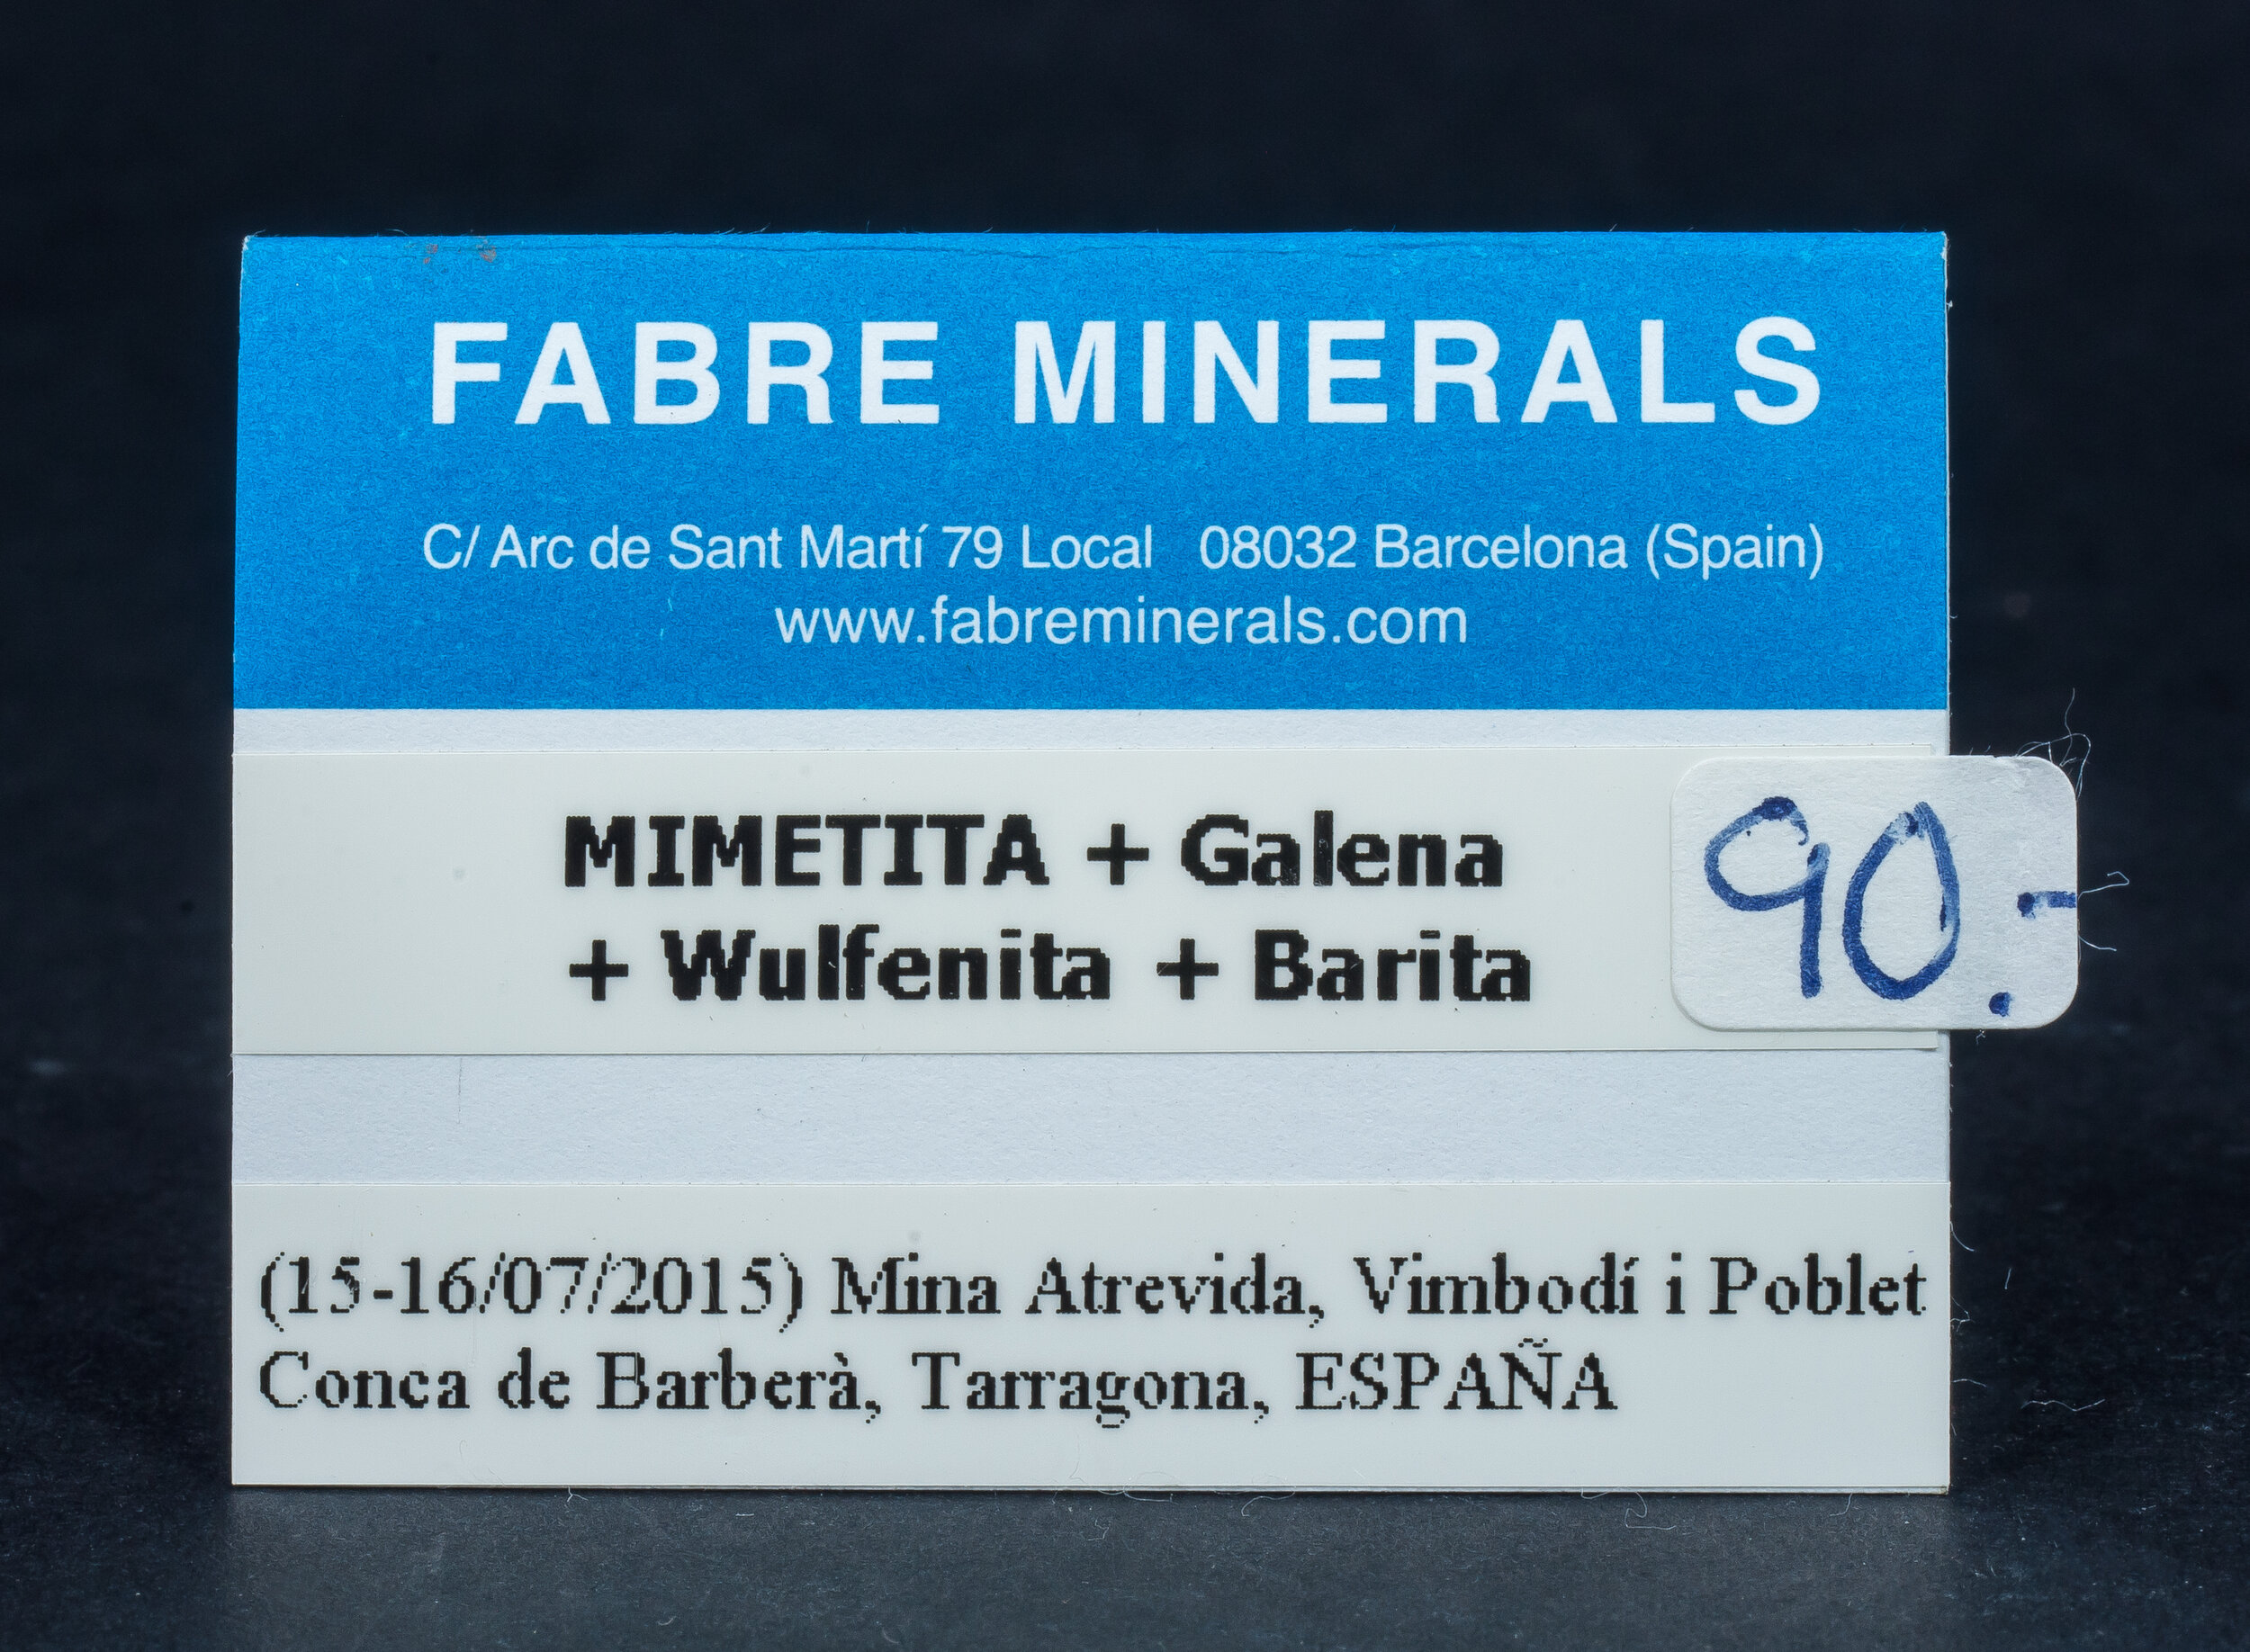 FABRE MINERALS
C/ Arc de Sant Martí 79 Local 08032 Barcelona (Spain)
www.fabreminerals.com
MIMETITA + Galena
+ Wulfenita + Barita
90.-
(15-16/07/2015) Mina Atrevida, Vimbodí i Poblet
Conca de Barberà, Tarragona, ESPAÑA